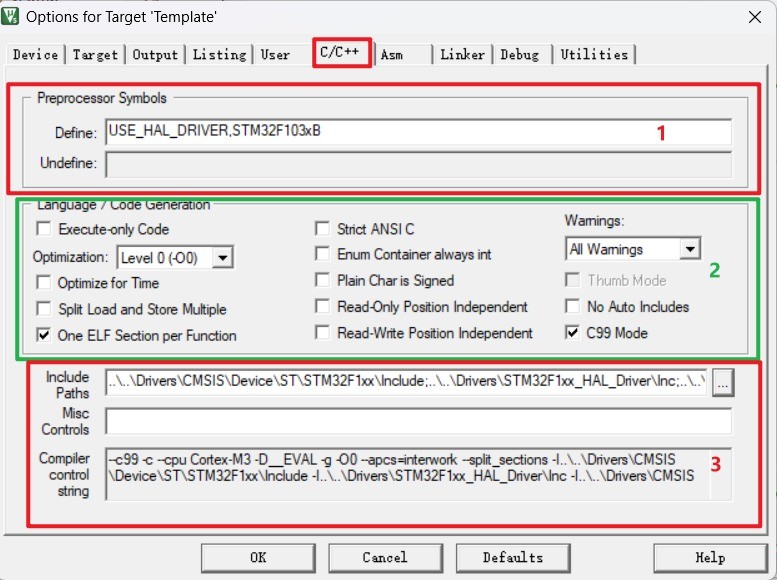 Options for Target 'Template'
Device Target Output Listing User C/C++ Asm Linker Debug Utilities
Preprocessor Symbols
Define: USE_HAL_DRIVER,STM32F103xB
1
Undefine:
Language / Code Generation
Execute-only Code
Strict ANSI C
Warnings:
Optimization: Level 0 (-O0)
Enum Container always int
All Warnings
2
Optimize for Time
Plain Char is Signed
Thumb Mode
Split Load and Store Multiple
Read-Only Position Independent
No Auto Includes
One ELF Section per Function
Read-Write Position Independent
C99 Mode
Include
Paths
..\..\Drivers\CMSIS\Device\ST\STM32F1xx\Include;..\..\Drivers\STM32F1xx_HAL_Driver\Inc;..\..\
...
Misc
Controls
Compiler
control
string
--c99 -c --cpu Cortex-M3 -D__EVAL -g -O0 --apcs=interwork --split_sections -I..\..\Drivers\CMSIS
\Device\ST\STM32F1xx\Include -I..\..\Drivers\STM32F1xx_HAL_Driver\Inc -I..\..\Drivers\CMSIS
3
OK Cancel Defaults Help